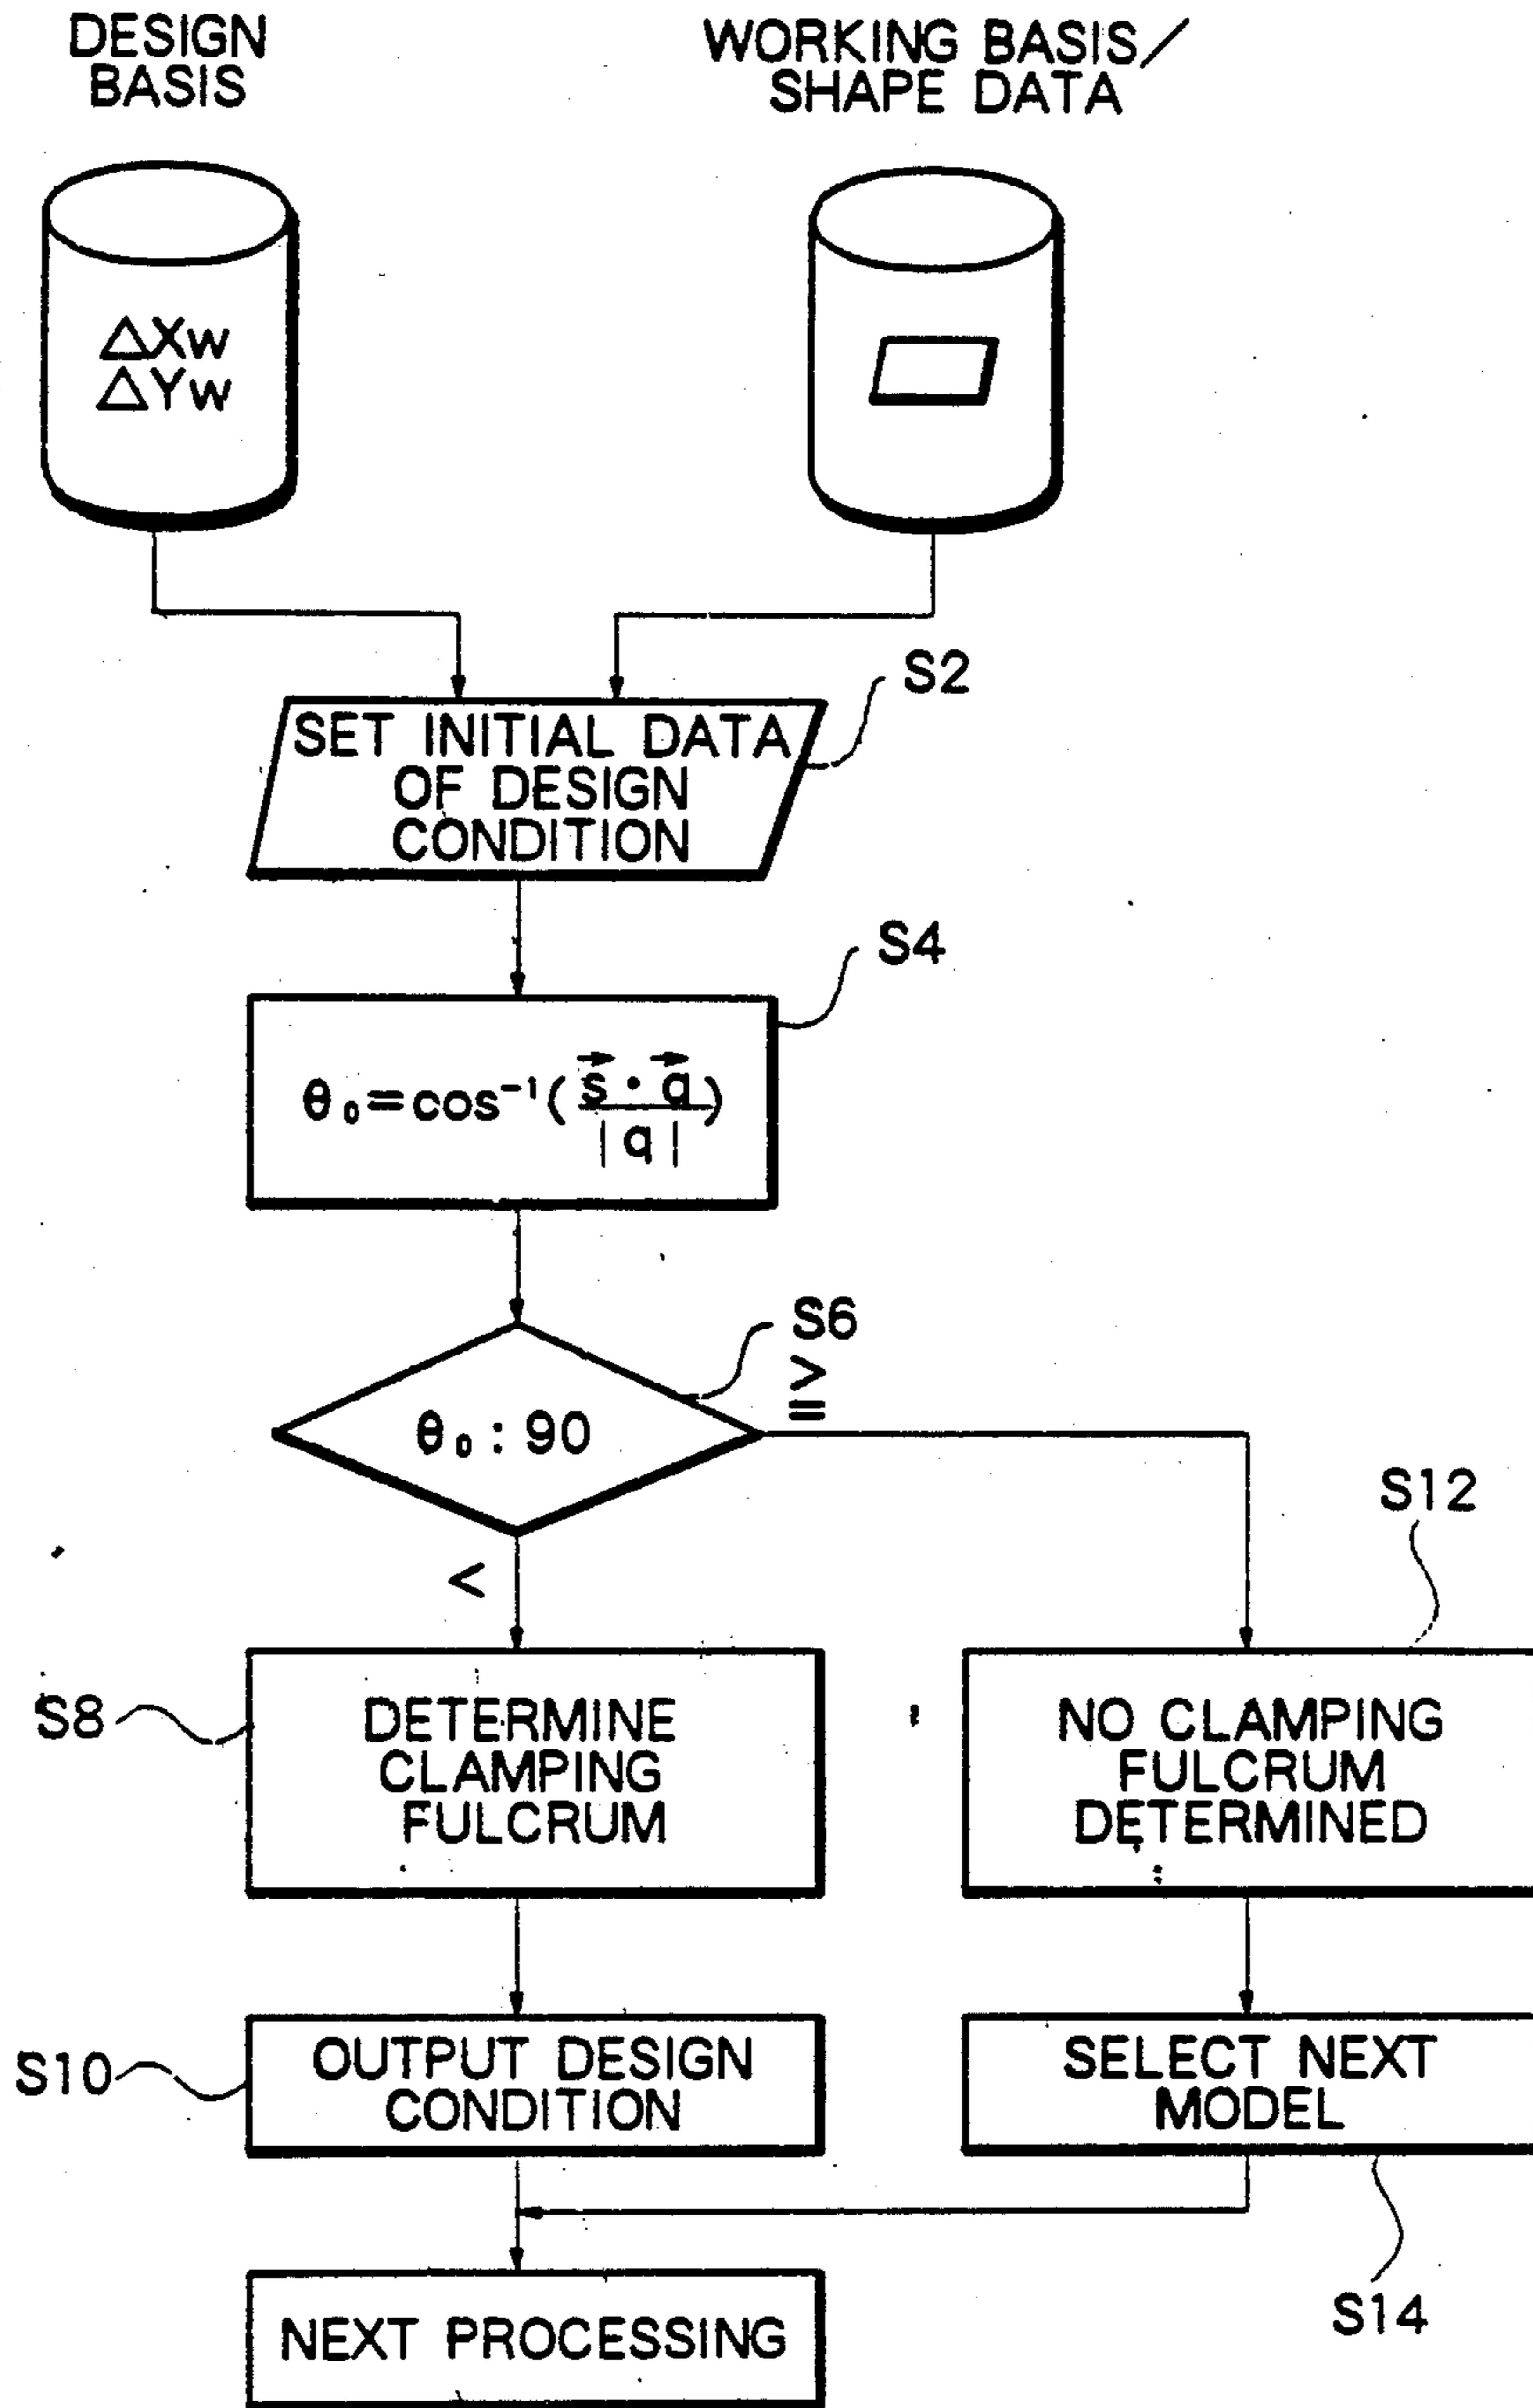 DESIGN
BASIS
WORKING BASIS/
SHAPE DATA
△Xw
△Yw
S2
SET INITIAL DATA
OF DESIGN
CONDITION
S4
θ₀=cos⁻¹(s⃗・q⃗/|q|)
S6
≧
θ₀:90
<
S12
S8
DETERMINE
CLAMPING
FULCRUM
NO CLAMPING
FULCRUM
DETERMINED
S10
OUTPUT DESIGN
CONDITION
SELECT NEXT
MODEL
S14
NEXT PROCESSING